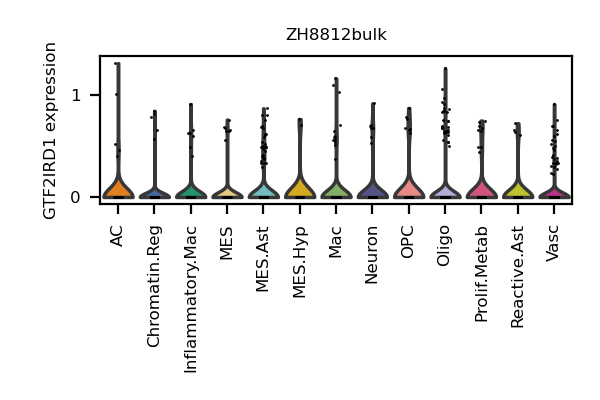 ZH8812bulk
GTF2IRD1 expression
1
0
AC
Chromatin.Reg
Inflammatory.Mac
MES
MES.Ast
MES.Hyp
Mac
Neuron
OPC
Oligo
Prolif.Metab
Reactive.Ast
Vasc